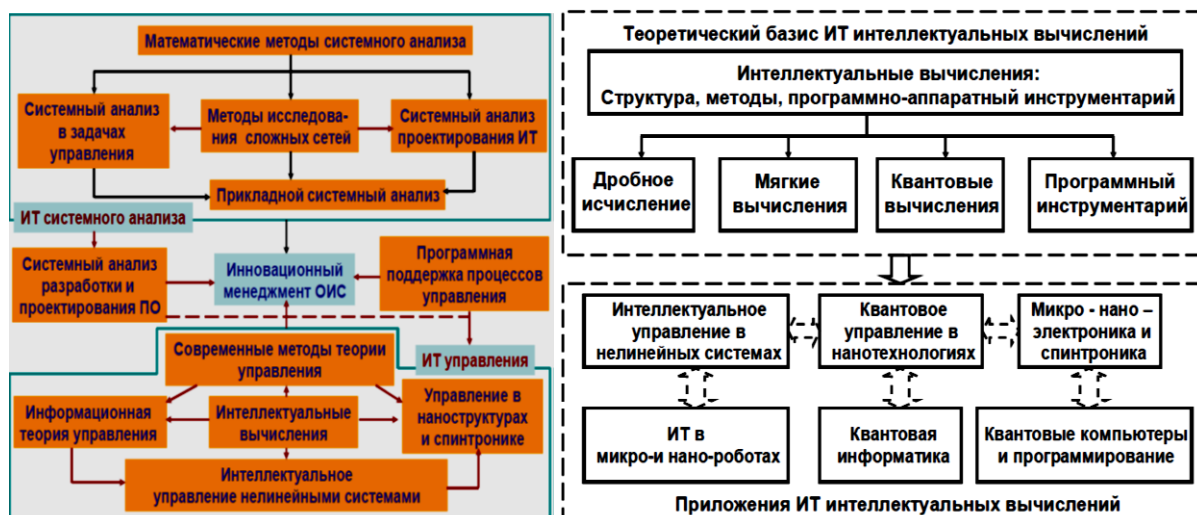 Математические методы системного анализа
Системный анализ
в задачах
управления
Методы исследова-
ния сложных сетей
Системный анализ
проектирования ИТ
Прикладной системный анализ
ИТ системного анализа
Системный анализ
разработки и
проектирования ПО
Инновационный
менеджмент ОИС
Программная
поддержка процессов
управления
Современные методы теории
управления
ИТ управления
Информационная
теория управления
Интеллектуальные
вычисления
Управление в
наноструктурах
и спинтронике
Интеллектуальное
управление нелинейными системами
Теоретический базис ИТ интеллектуальных вычислений
Интеллектуальные вычисления:
Структура, методы, программно-аппаратный инструментарий
Дробное
исчисление
Мягкие
вычисления
Квантовые
вычисления
Программный
инструментарий
Интеллектуальное
управление в
нелинейных системах
Квантовое
управление в
нанотехнологиях
Микро - нано –
электроника и
спинтроника
ИТ в
микро-и нано-роботах
Квантовая
информатика
Квантовые компьютеры
и программирование
Приложения ИТ интеллектуальных вычислений